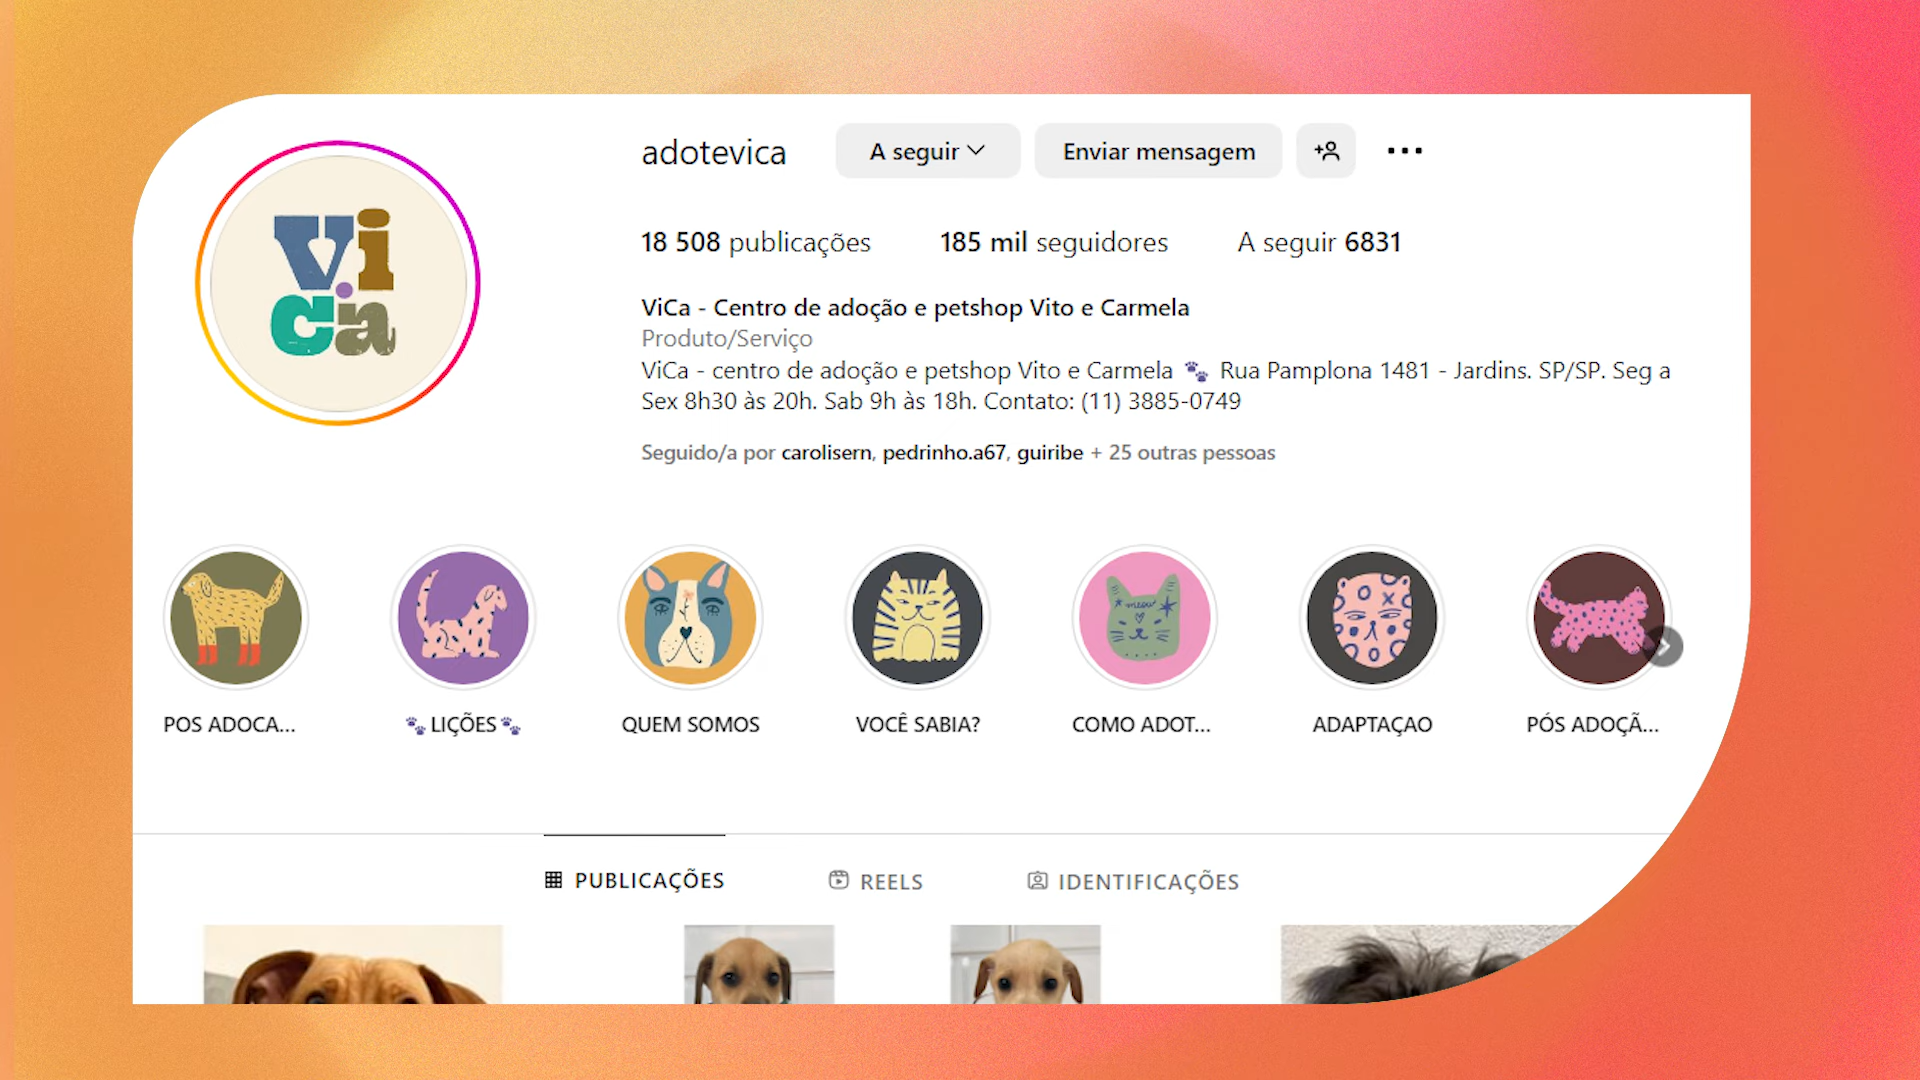 vica
adotevica
A seguir
Enviar mensagem
18 508 publicações
185 mil seguidores
A seguir 6831
ViCa - Centro de adoção e petshop Vito e Carmela
Produto/Serviço
ViCa - centro de adoção e petshop Vito e Carmela 🐾 Rua Pamplona 1481 - Jardins. SP/SP. Seg a
Sex 8h30 às 20h. Sab 9h às 18h. Contato: (11) 3885-0749
Seguido/a por carolisern, pedrinho.a67, guiribe + 25 outras pessoas
meow
POS ADOCA...
🐾LIÇÕES🐾
QUEM SOMOS
VOCÊ SABIA?
COMO ADOT...
ADAPTAÇAO
PÓS ADOÇÃ...
PUBLICAÇÕES
REELS
IDENTIFICAÇÕES